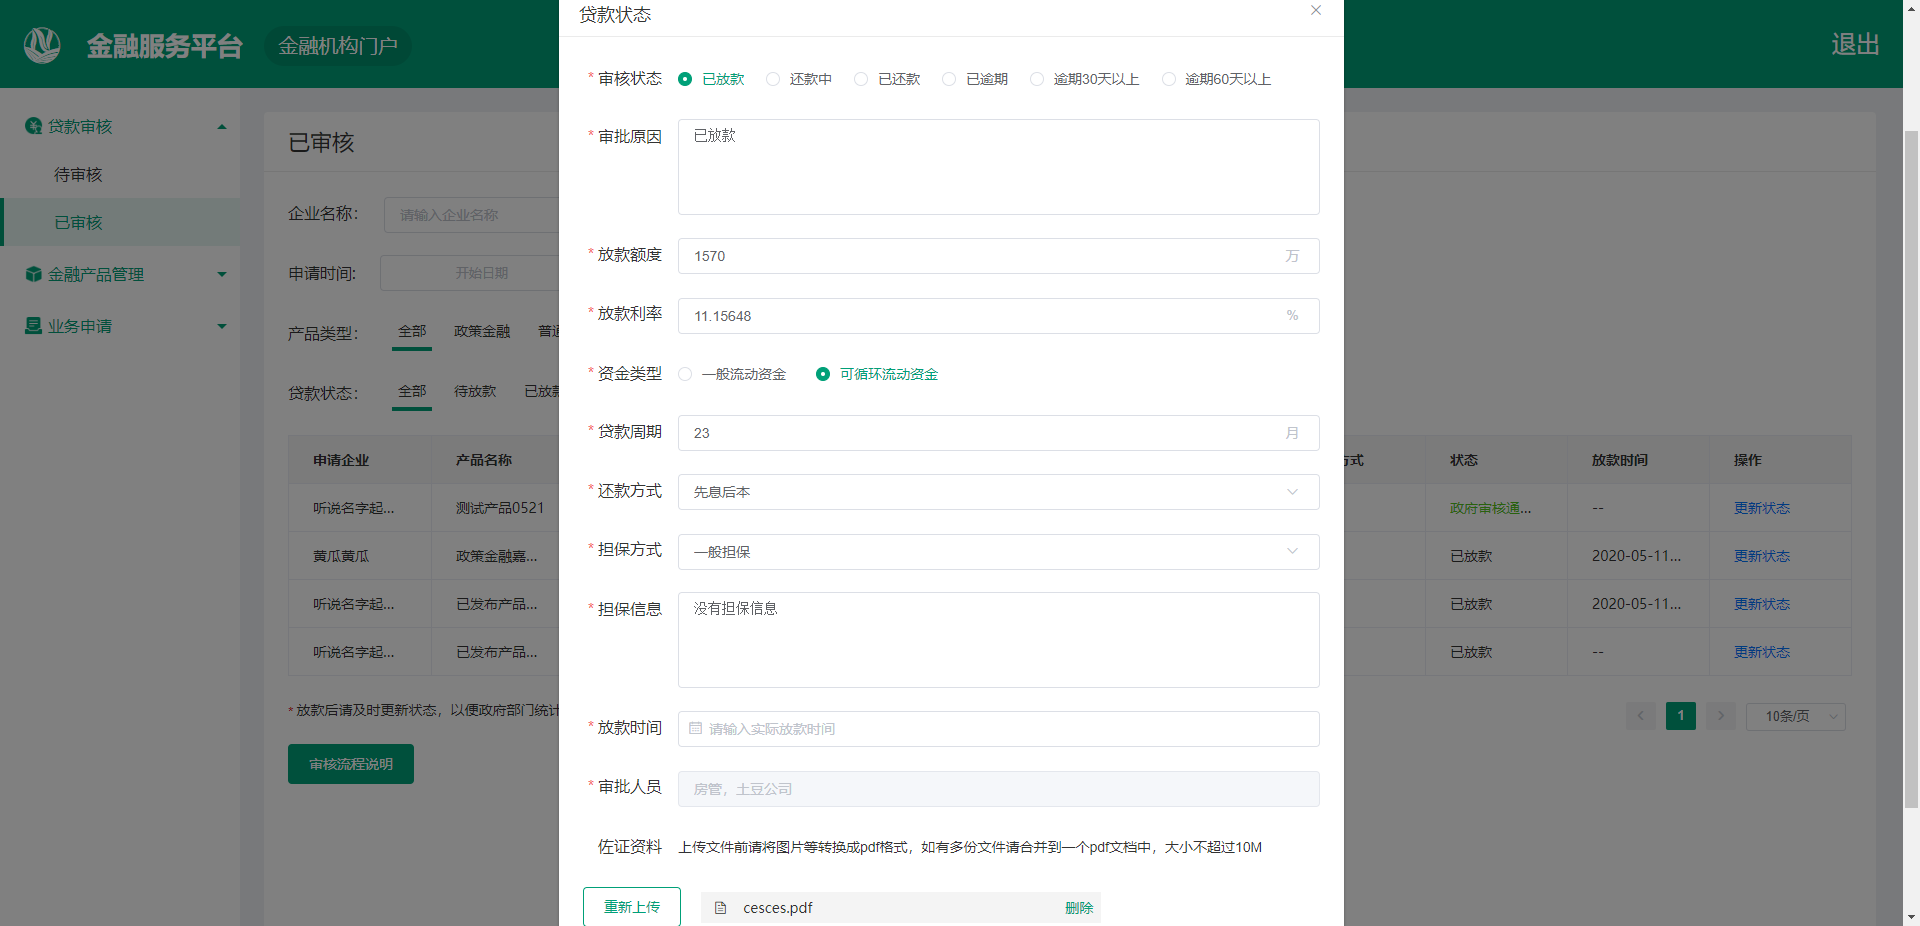 金融服务平台
金融机构门户
退出
贷款审核
待审核
已审核
金融产品管理
业务申请
已审核
企业名称：
请输入企业名称
申请时间:
开始日期
产品类型：
全部
政策金融
普通
贷款状态：
全部
待放款
已放款
申请企业
产品名称
方式
状态
放款时间
操作
听说名字起...
测试产品0521
政府审核通...
--
更新状态
黄瓜黄瓜
政策金融嘉...
已放款
2020-05-11...
更新状态
听说名字起...
已发布产品...
已放款
2020-05-11...
更新状态
听说名字起...
已发布产品...
已放款
--
更新状态
* 放款后请及时更新状态，以便政府部门统计
1
10条/页
审核流程说明
贷款状态
* 审核状态
已放款
还款中
已还款
已逾期
逾期30天以上
逾期60天以上
* 审批原因
已放款
* 放款额度
1570
万
* 放款利率
11.15648
%
* 资金类型
一般流动资金
可循环流动资金
* 贷款周期
23
月
* 还款方式
先息后本
* 担保方式
一般担保
* 担保信息
没有担保信息
* 放款时间
请输入实际放款时间
* 审批人员
房管，土豆公司
佐证资料
上传文件前请将图片等转换成pdf格式，如有多份文件请合并到一个pdf文档中，大小不超过10M
重新上传
cesces.pdf
删除